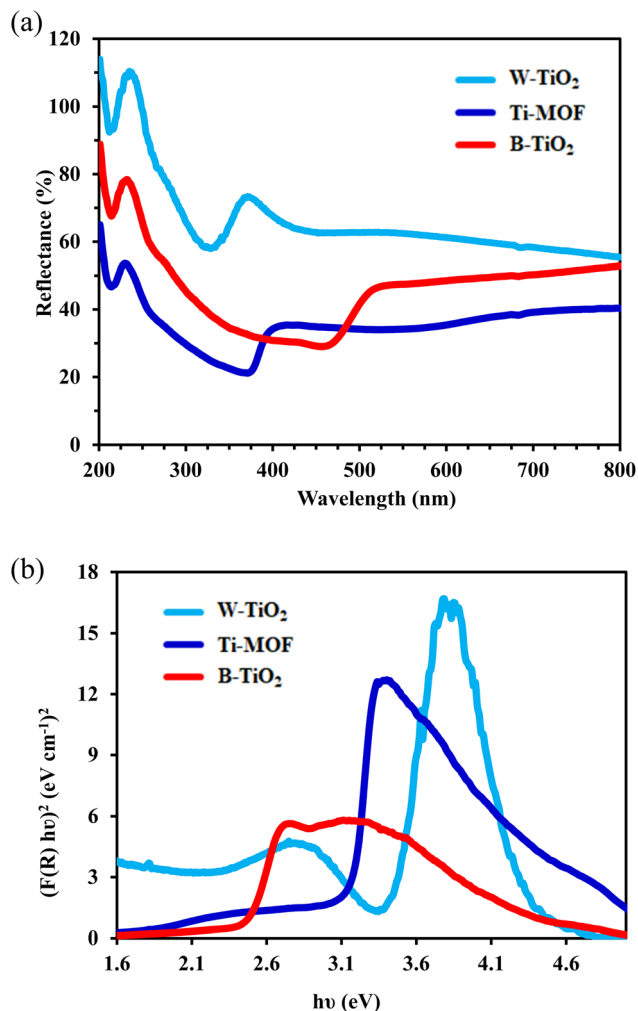 (a)
120
100
80
60
40
20
0
Reflectance (%)
W-TiO₂
Ti-MOF
B-TiO₂
200 300 400 500 600 700 800
Wavelength (nm)
(b)
18
15
12
9
6
3
0
(F(R) hυ)² (eV cm⁻¹)²
W-TiO₂
Ti-MOF
B-TiO₂
1.6 2.1 2.6 3.1 3.6 4.1 4.6
hυ (eV)